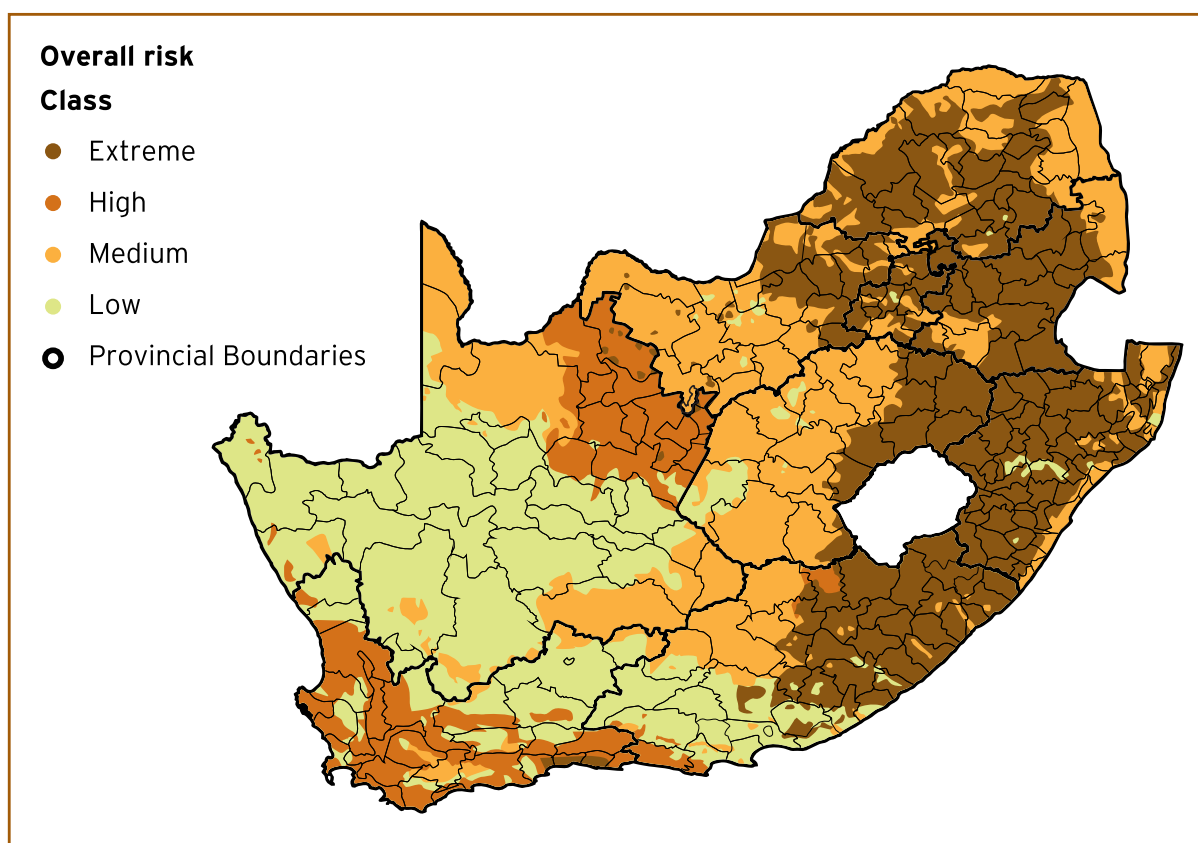 Overall risk
Class
Extreme
High
Medium
Low
Provincial Boundaries